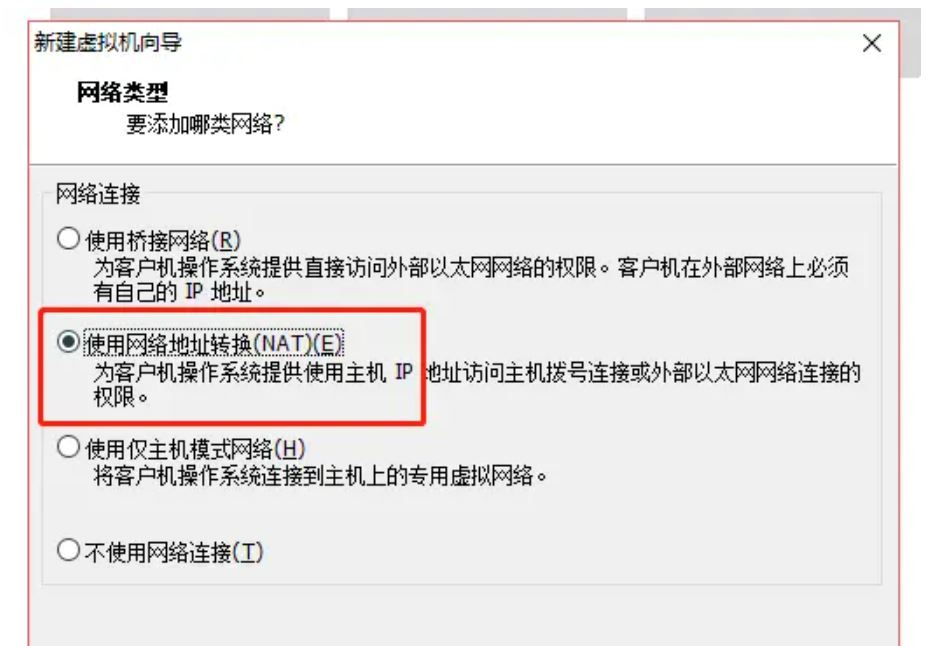 新建虚拟机向导
网络类型
要添加哪类网络?
网络连接
使用桥接网络(R)
为客户机操作系统提供直接访问外部以太网网络的权限。客户机在外部网络上必须
有自己的 IP 地址。
使用网络地址转换(NAT)(E)
为客户机操作系统提供使用主机 IP 地址访问主机拨号连接或外部以太网网络连接的
权限。
使用仅主机模式网络(H)
将客户机操作系统连接到主机上的专用虚拟网络。
不使用网络连接(T)